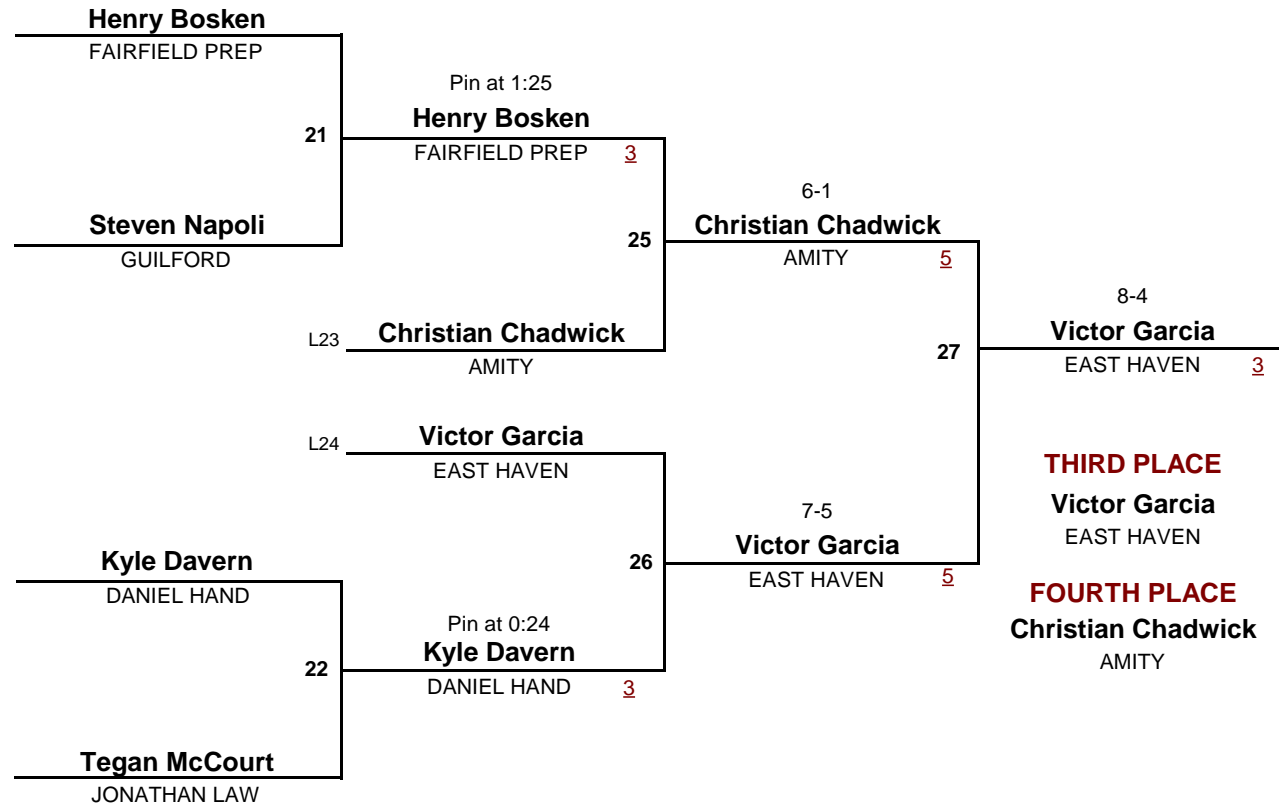 Henry Bosken
FAIRFIELD PREP
21
Steven Napoli
GUILFORD
Pin at 1:25
Henry Bosken
FAIRFIELD PREP 3
25
L23 Christian Chadwick
AMITY
6-1
Christian Chadwick
AMITY 5
27
8-4
Victor Garcia
EAST HAVEN 3
L24 Victor Garcia
EAST HAVEN
26
7-5
Victor Garcia
EAST HAVEN 5
Kyle Davern
DANIEL HAND
22
Pin at 0:24
Kyle Davern
DANIEL HAND 3
Tegan McCourt
JONATHAN LAW
THIRD PLACE
Victor Garcia
EAST HAVEN
FOURTH PLACE
Christian Chadwick
AMITY